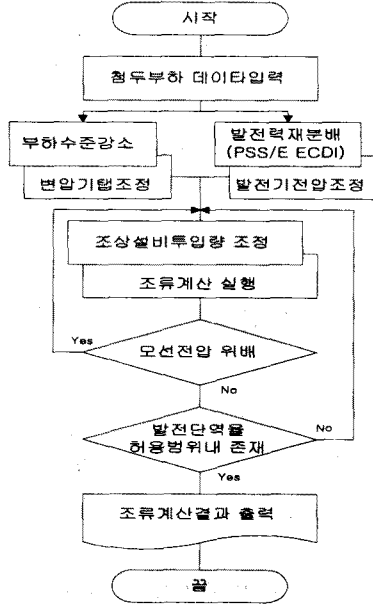 시작
첨두부하 데이타입력
부하수준감소
변압기탭조정
발전력재분배
(PSS/E ECDI)
발전기전압조정
조상설비투입량 조정
조류계산 실행
Yes
모선전압 위배
No
발전단역율
허용범위내 존재
No
Yes
조류계산결과 출력
끝